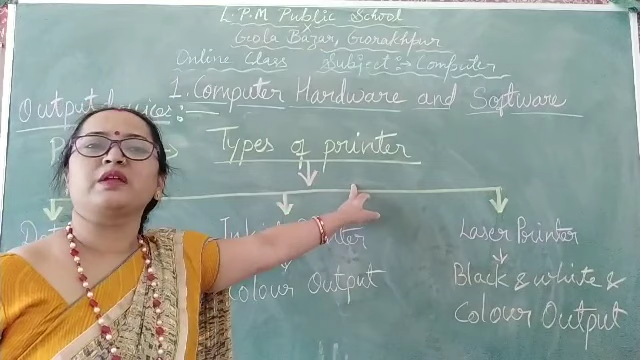 L.P.M Public School
Gola Bazar, Gorakhpur
Online Class Subject:→ Computer
1. Computer Hardware and Software
Output Devices:
Types of printer
Printer Laser Printer
Colour Output Black & white &
Colour Output